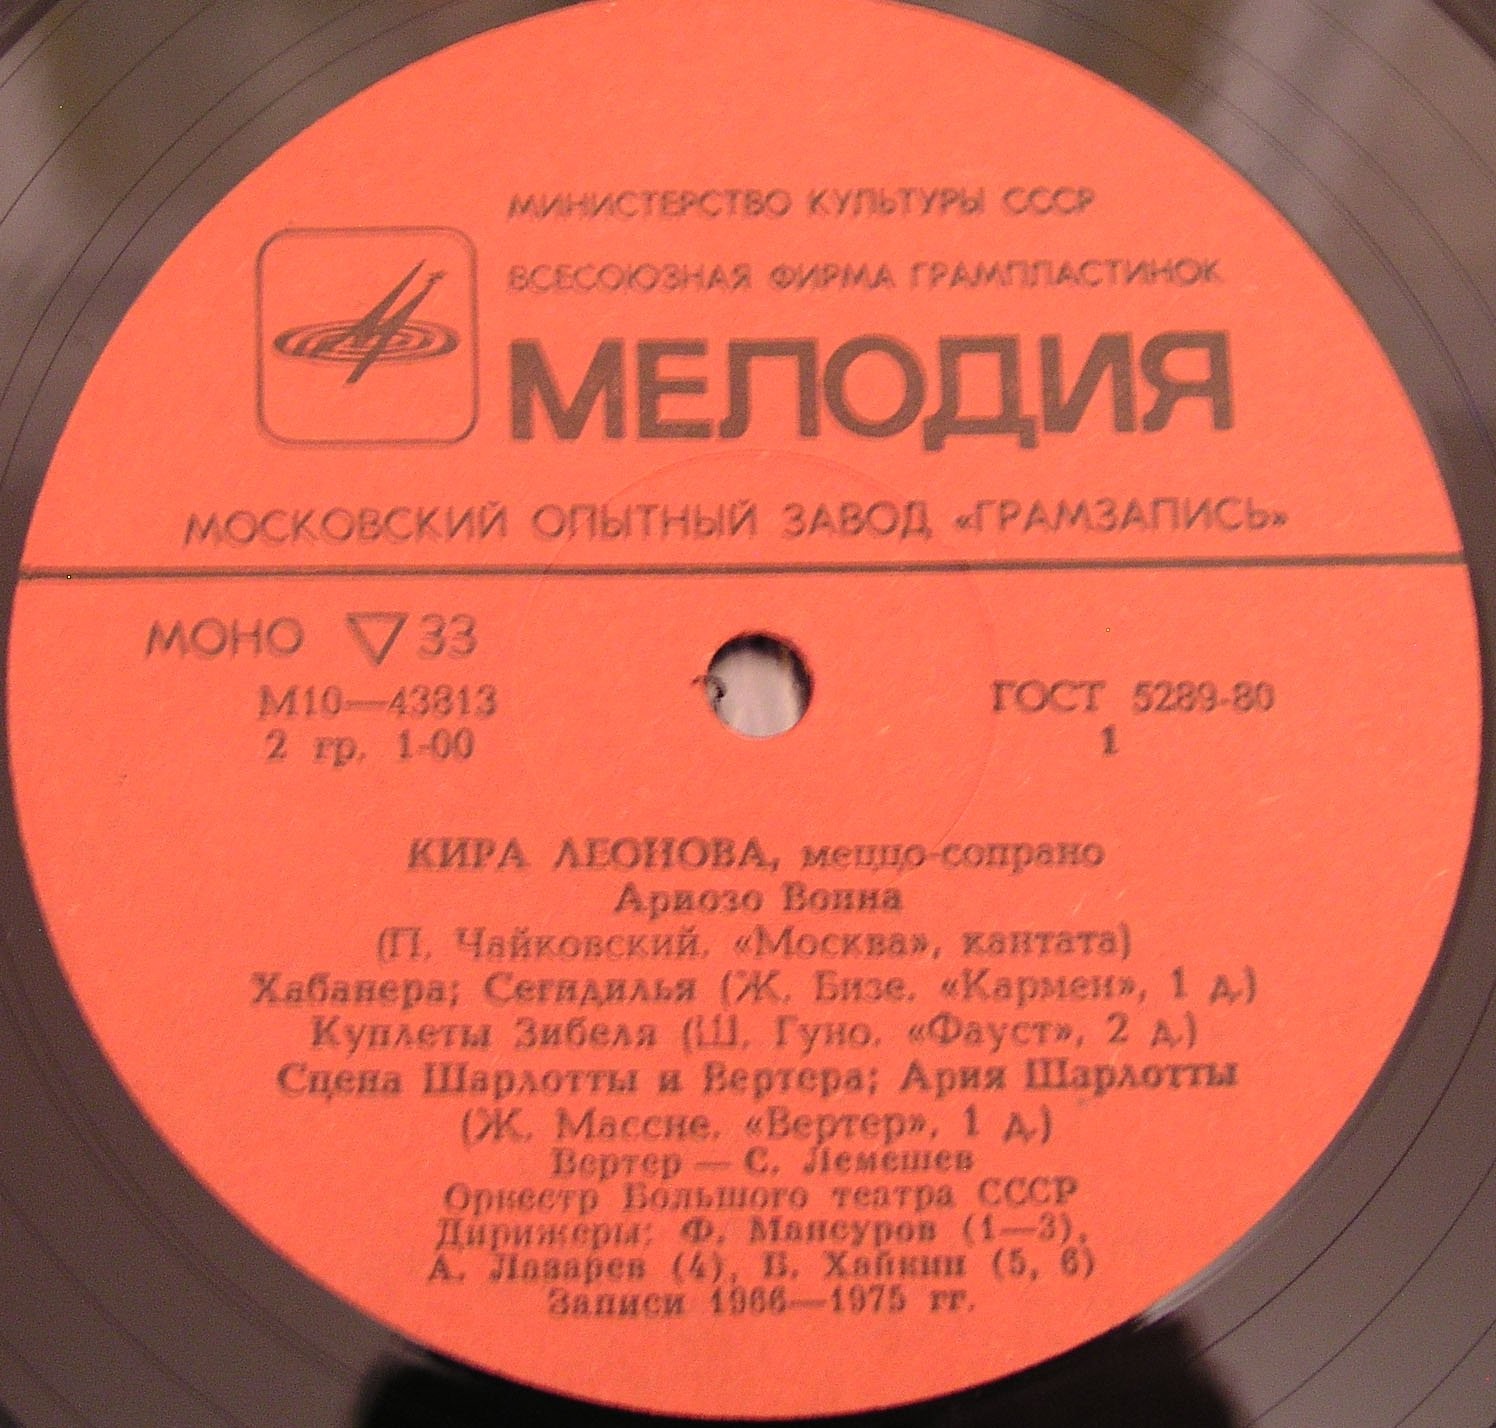 МИНИСТЕРСТВО КУЛЬТУРЫ СССР
ВСЕСОЮЗНАЯ ФИРМА ГРАМПЛАСТИНОК
МЕЛОДИЯ
МОСКОВСКИЙ ОПЫТНЫЙ ЗАВОД «ГРАМЗАПИСЬ»
МОНО ▽ 33
М10—43813
2 гр. 1-00
ГОСТ 5289-80
1
КИРА ЛЕОНОВА, меццо-сопрано
Ариозо Воина
(П. Чайковский. «Москва», кантата)
Хабанера; Сегидилья (Ж. Бизе. «Кармен», 1 д.)
Куплеты Зибеля (Ш. Гуно. «Фауст», 2 д.)
Сцена Шарлотты и Вертера; Ария Шарлотты
(Ж. Массне. «Вертер», 1 д.)
Вертер — С. Лемешев
Оркестр Большого театра СССР
Дирижеры: Ф. Мансуров (1—3),
А. Лазарев (4), Б. Хайкин (5, 6)
Записи 1966—1975 гг.